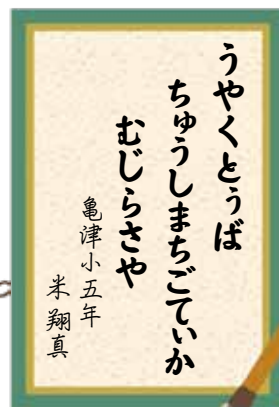 うやくとぅば
ちゅうしまちごてぃか
むじらさや
亀津小五年
米翔真